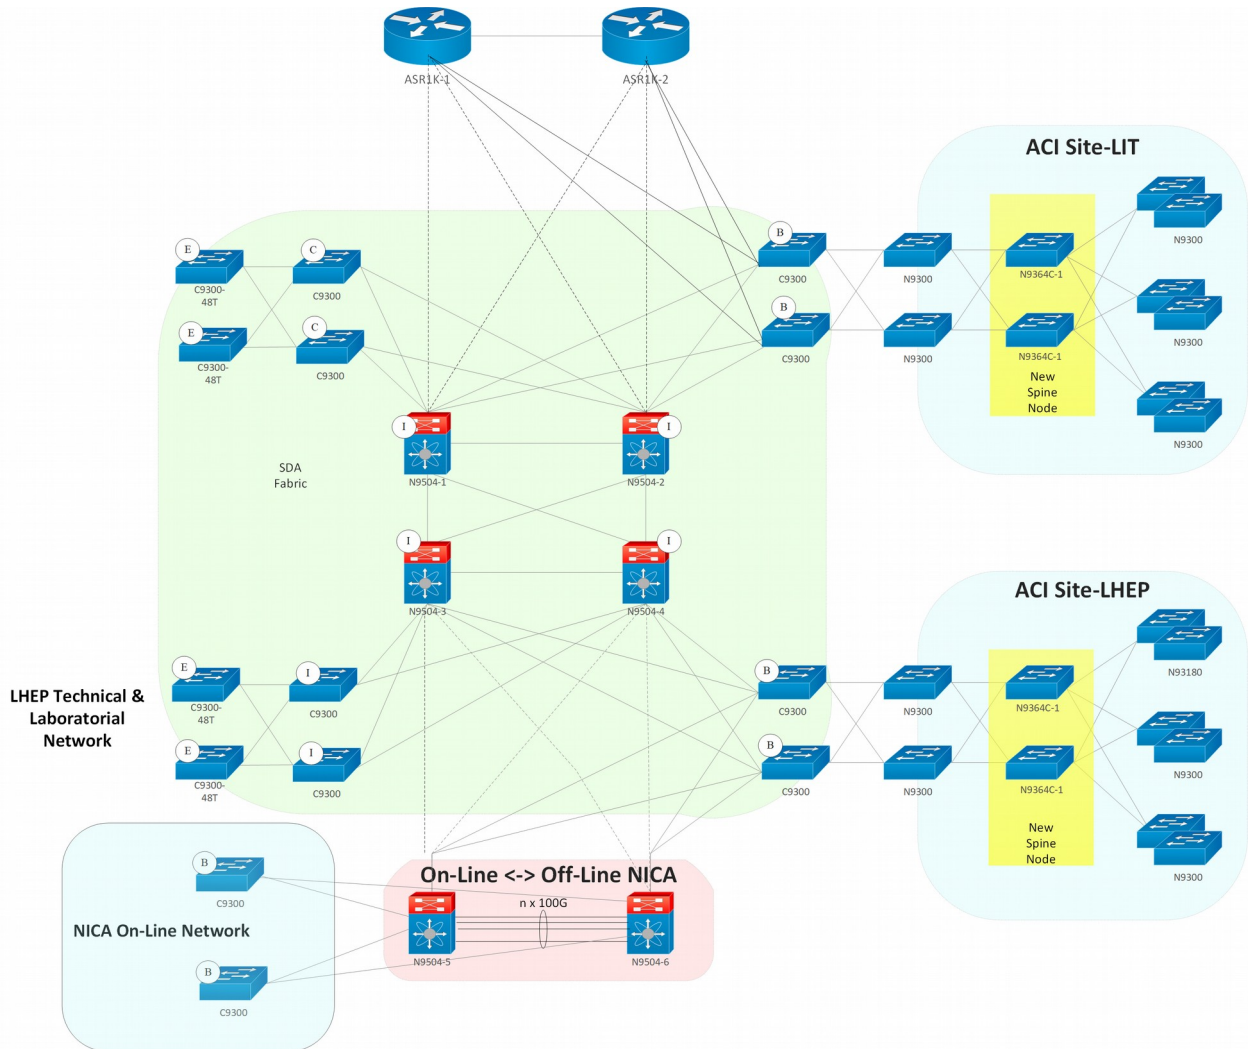 ASR1K-1
ASR1K-2
ACI Site-LIT
E
C
B
C9300-
48T
C9300
C9300
N9300
N9364C-1
N9300
E
C
B
C9300-
48T
C9300
C9300
N9300
N9364C-1
N9300
New
Spine
Node
N9300
I
I
N9504-1
N9504-2
SDA
Fabric
I
I
N9504-3
N9504-4
ACI Site-LHEP
LHEP Technical &
Laboratorial
Network
E
I
B
C9300-
48T
C9300
C9300
N9300
N9364C-1
N93180
E
I
B
C9300-
48T
C9300
C9300
N9300
N9364C-1
N9300
New
Spine
Node
N9300
On-Line <-> Off-Line NICA
n x 100G
N9504-5
N9504-6
B
C9300
NICA On-Line Network
B
C9300